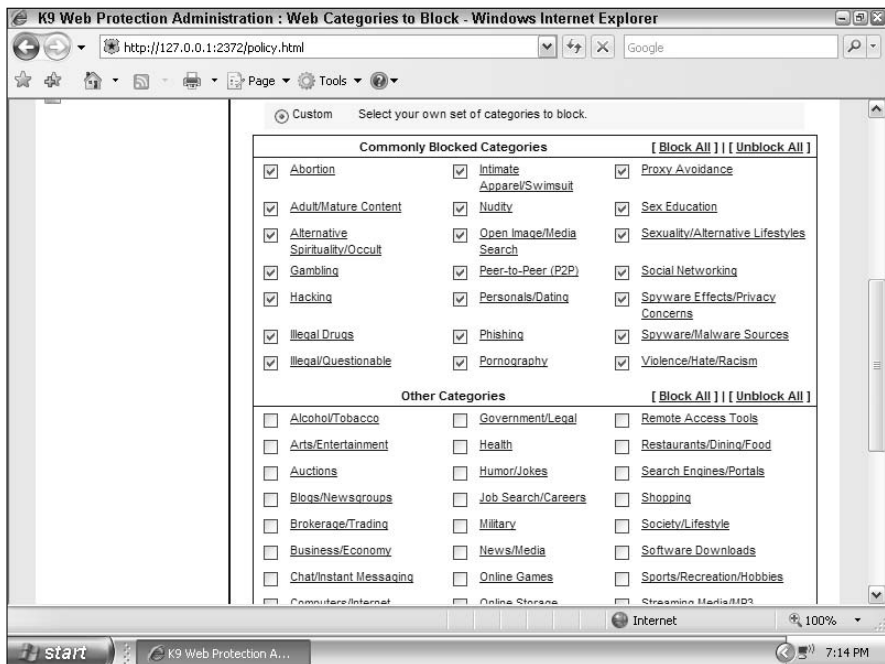 K9 Web Protection Administration : Web Categories to Block - Windows Internet Explorer
http://127.0.0.1:2372/policy.html
Google
Page
Tools
Custom Select your own set of categories to block.
Commonly Blocked Categories [ Block All ] | [ Unblock All ]
Abortion
Intimate Apparel/Swimsuit
Proxy Avoidance
Adult/Mature Content
Nudity
Sex Education
Alternative Spirituality/Occult
Open Image/Media Search
Sexuality/Alternative Lifestyles
Gambling
Peer-to-Peer (P2P)
Social Networking
Hacking
Personals/Dating
Spyware Effects/Privacy Concerns
Illegal Drugs
Phishing
Spyware/Malware Sources
Illegal/Questionable
Pornography
Violence/Hate/Racism
Other Categories [ Block All ] | [ Unblock All ]
Alcohol/Tobacco
Government/Legal
Remote Access Tools
Arts/Entertainment
Health
Restaurants/Dining/Food
Auctions
Humor/Jokes
Search Engines/Portals
Blogs/Newsgroups
Job Search/Careers
Shopping
Brokerage/Trading
Military
Society/Lifestyle
Business/Economy
News/Media
Software Downloads
Chat/Instant Messaging
Online Games
Sports/Recreation/Hobbies
Computers/Internet
Online Storage
Streaming Media/MP3
Internet
100%
start
K9 Web Protection A...
7:14 PM